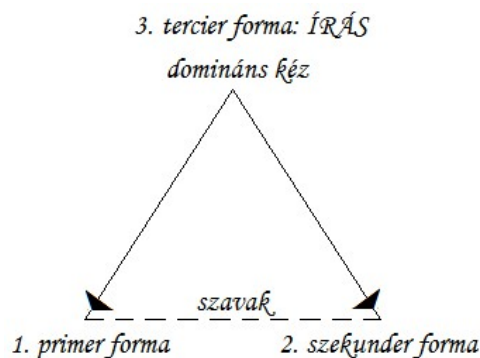 3. tercier forma: ÍRÁS
domináns kéz
szavak
1. primer forma
2. szekunder forma